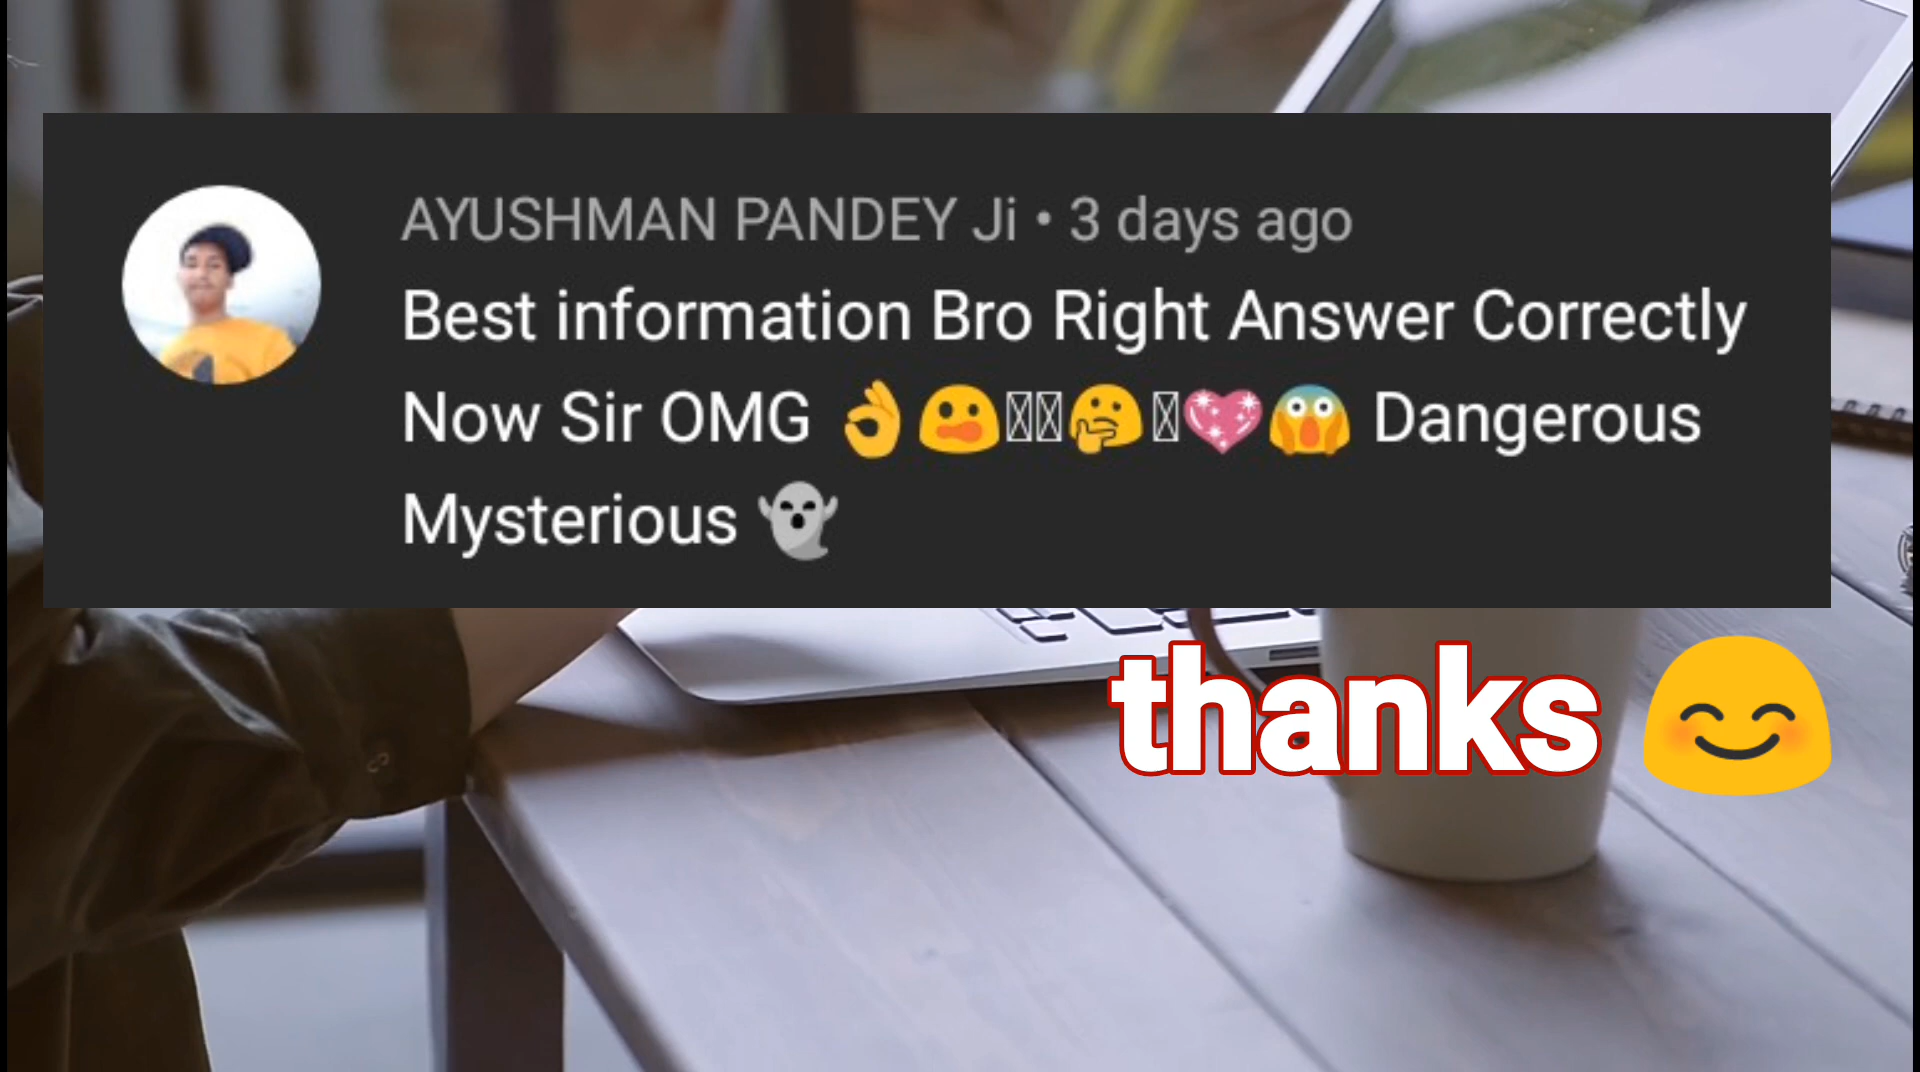 AYUSHMAN PANDEY Ji • 3 days ago
Best information Bro Right Answer Correctly
Now Sir OMG 👌😲🤔💖😱 Dangerous
Mysterious 👻
thanks 😊